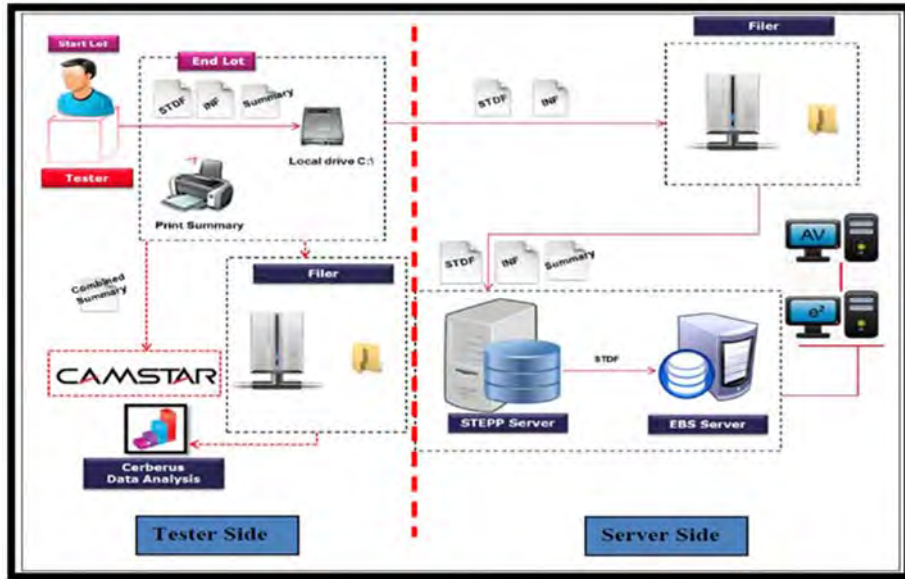 Start Lot
End Lot
STDF
INF
Summary
Local drive C:\
Tester
Print Summary
Combined
Summary
Filer
CAMSTAR
Cerberus
Data Analysis
Tester Side
Filer
STDF
INF
STDF
INF
Summary
STDF
STEPP Server
EBS Server
AV
e²
Server Side